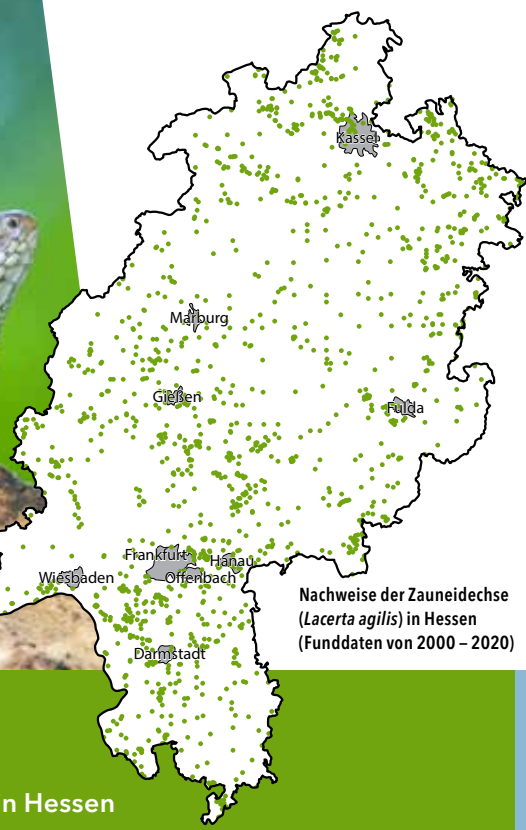 Kassel
Marburg
Gießen
Fulda
Frankfurt
Hanau
Wiesbaden
Offenbach
Nachweise der Zauneidechse
(Lacerta agilis) in Hessen
(Funddaten von 2000 – 2020)
Darmstadt
n Hessen